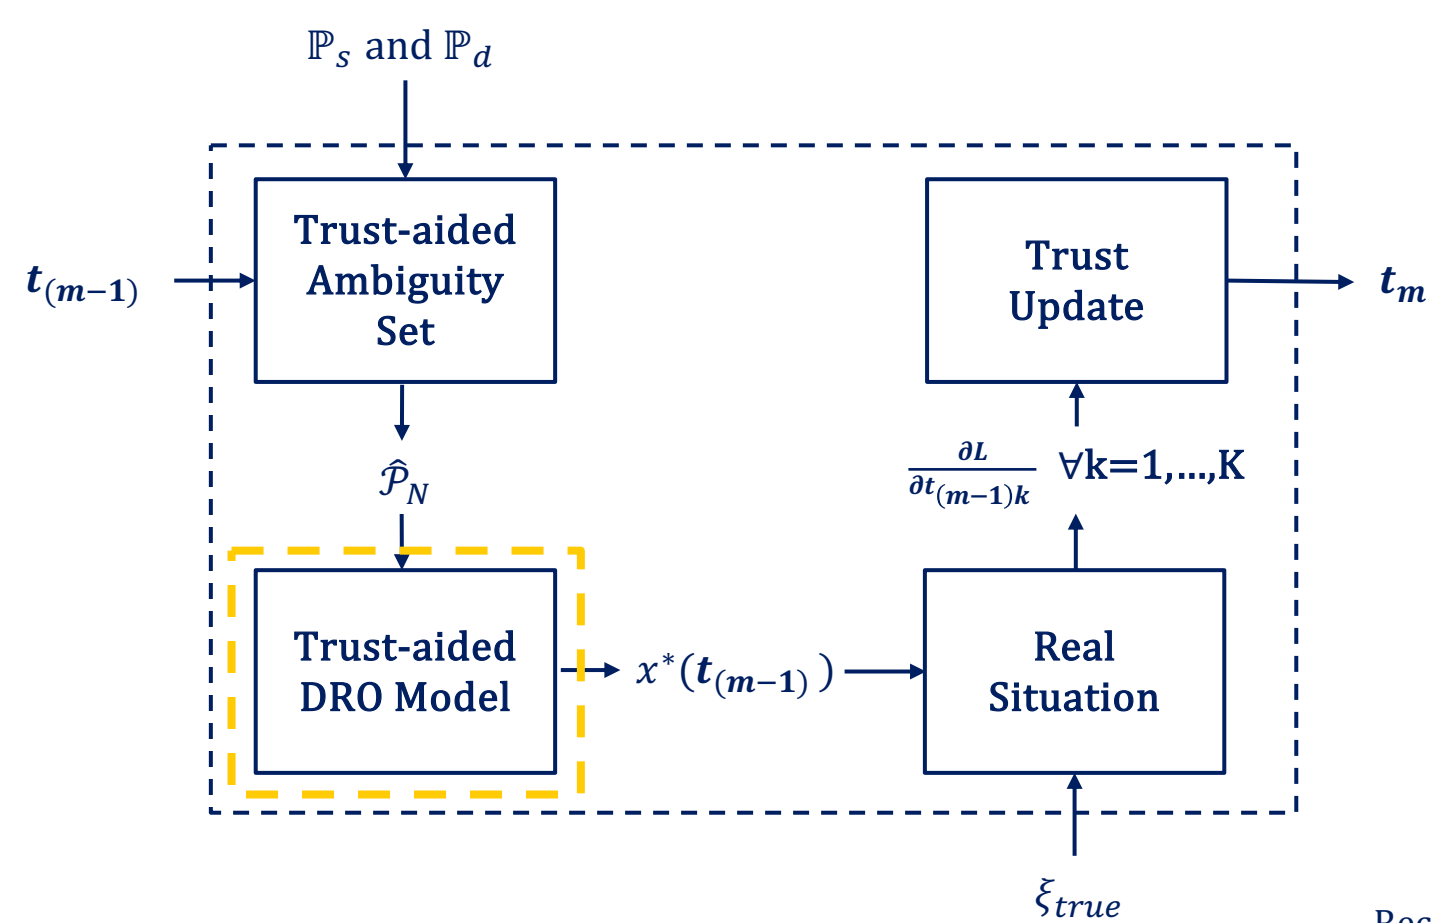 ℙ_s and ℙ_d
t_(m−1)
Trust-aided
Ambiguity
Set
Trust
Update
t_m
𝒫̂_N
∂L/∂t_(m−1)k ∀k=1,...,K
Trust-aided
DRO Model
x*(t_(m−1))
Real
Situation
ξ_true